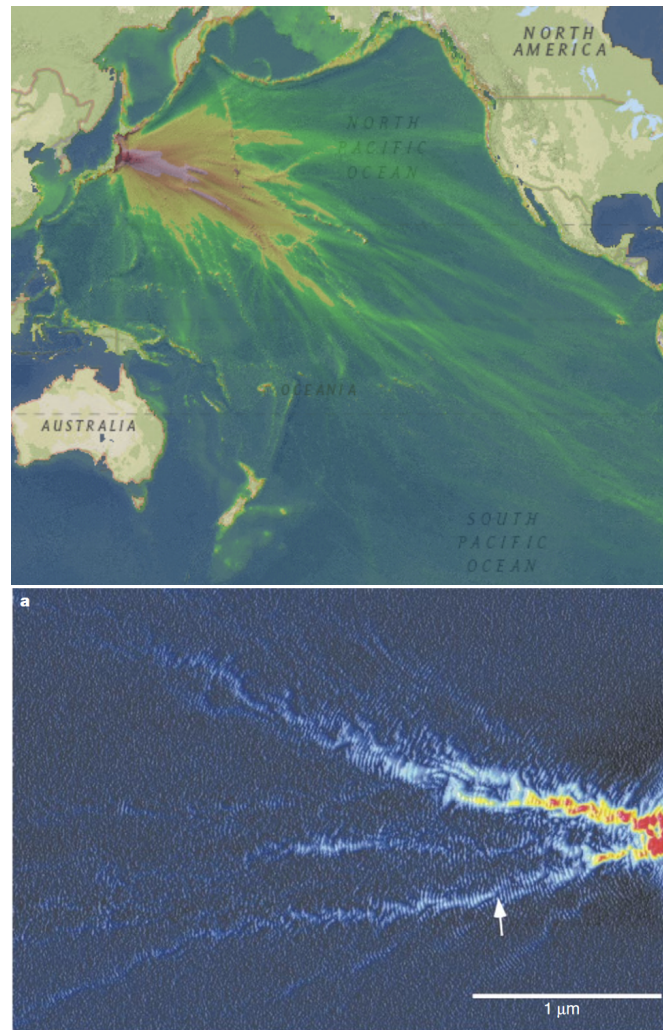 NORTH
AMERICA
NORTH
PACIFIC
OCEAN
OCEANIA
AUSTRALIA
SOUTH
PACIFIC
OCEAN
a
1 µm